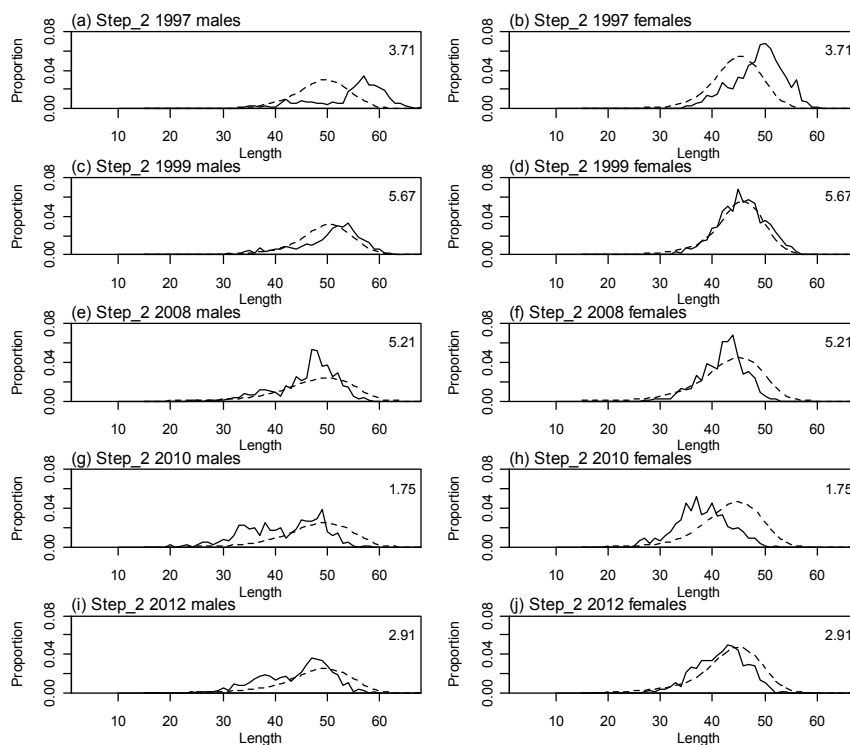 (a) Step_2 1997 males
(b) Step_2 1997 females
Proportion
0.00 0.04 0.08
3.71
Proportion
0.00 0.04 0.08
3.71
10 20 30 40 50 60
10 20 30 40 50 60
Length
Length
(c) Step_2 1999 males
(d) Step_2 1999 females
Proportion
0.00 0.04 0.08
5.67
Proportion
0.00 0.04 0.08
5.67
10 20 30 40 50 60
10 20 30 40 50 60
Length
Length
(e) Step_2 2008 males
(f) Step_2 2008 females
Proportion
0.00 0.04 0.08
5.21
Proportion
0.00 0.04 0.08
5.21
10 20 30 40 50 60
10 20 30 40 50 60
Length
Length
(g) Step_2 2010 males
(h) Step_2 2010 females
Proportion
0.00 0.04 0.08
1.75
Proportion
0.00 0.04 0.08
1.75
10 20 30 40 50 60
10 20 30 40 50 60
Length
Length
(i) Step_2 2012 males
(j) Step_2 2012 females
Proportion
0.00 0.04 0.08
2.91
Proportion
0.00 0.04 0.08
2.91
10 20 30 40 50 60
10 20 30 40 50 60
Length
Length